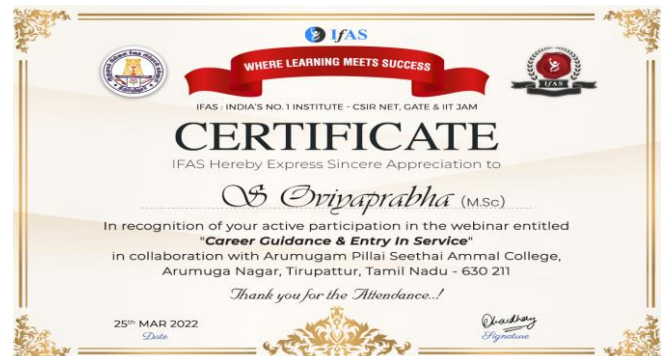 IFAS
WHERE LEARNING MEETS SUCCESS
IFAS
IFAS : INDIA'S NO. 1 INSTITUTE - CSIR NET, GATE & IIT JAM
CERTIFICATE
IFAS Hereby Express Sincere Appreciation to
S Oviyaprabha (M.Sc)
In recognition of your active participation in the webinar entitled
"Career Guidance & Entry In Service"
in collaboration with Arumugam Pillai Seethai Ammal College,
Arumuga Nagar, Tirupattur, Tamil Nadu - 630 211
Thank you for the Attendance..!
25th MAR 2022
Date
Chaudhary
Signature